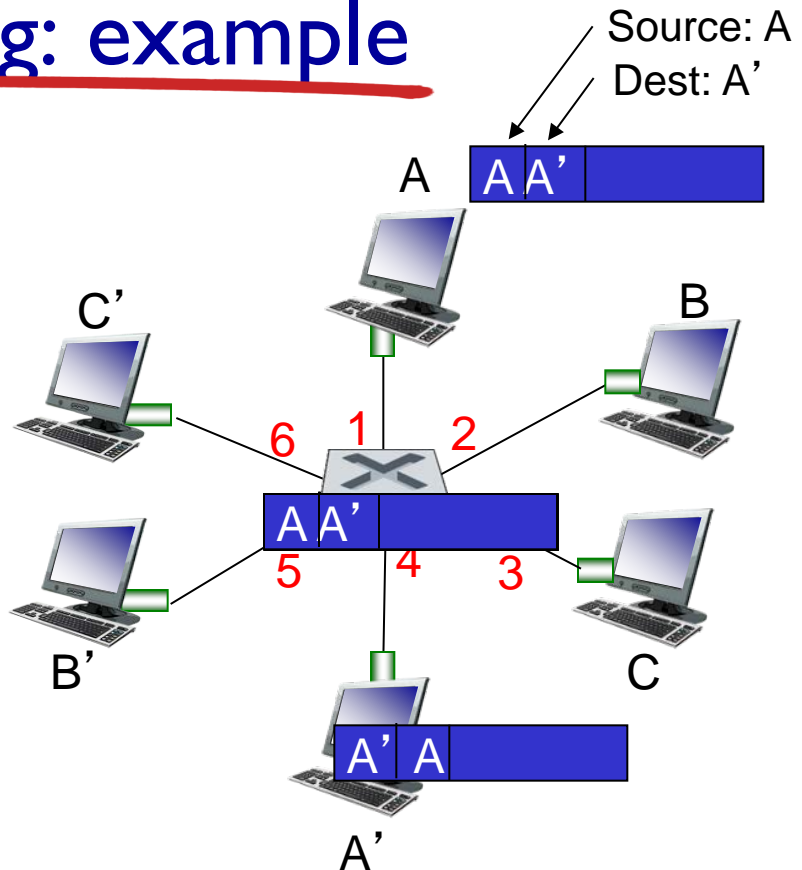 g: example
Source: A
Dest: A’
A
A A’
C’
B
6
1
2
A A’
5
4
3
B’
C
A’ A
A’